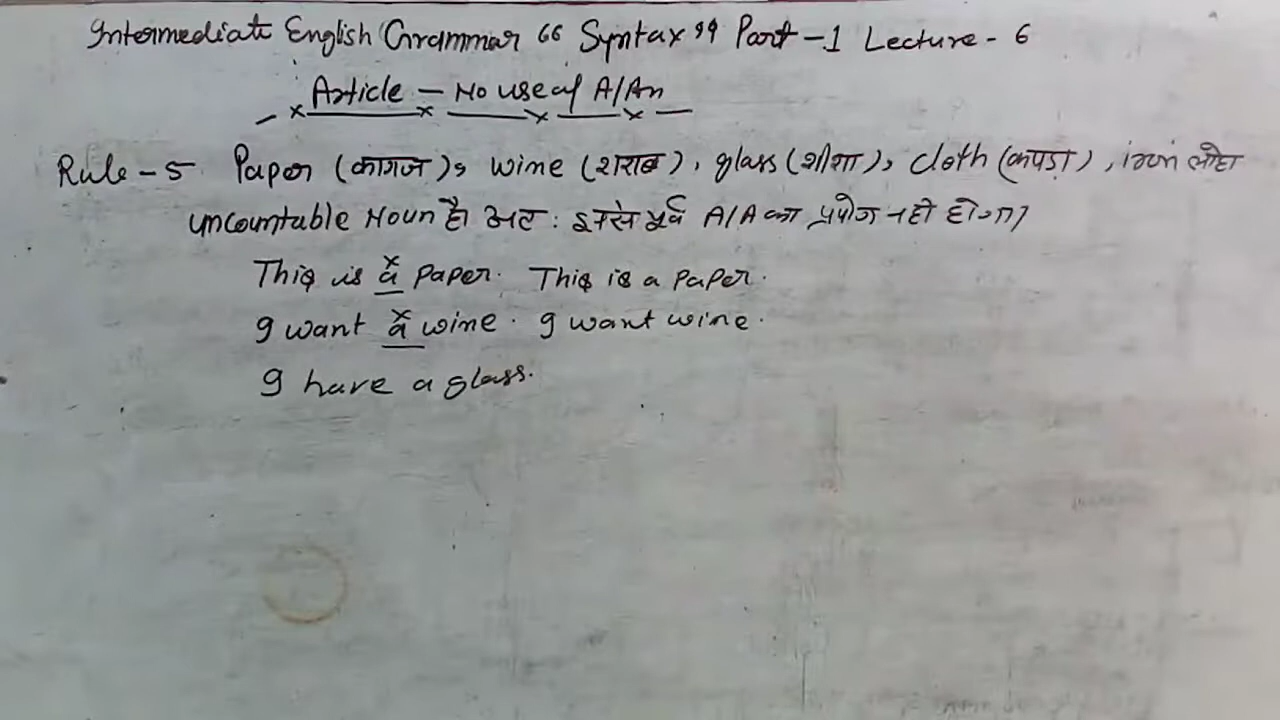 Intermediate English Grammar “ Syntax ” Part - 1 Lecture - 6
Article - No use of A/An
Rule - 5 Paper (कागज), wine (शराब), glass (शीशा), cloth (कपड़ा), iron लोहा
uncountable Noun है अतः इनसे पूर्व A/A का प्रयोग नहीं होगा
This is a paper. This is a paper.
I want a wine. I want wine.
I have a glass.